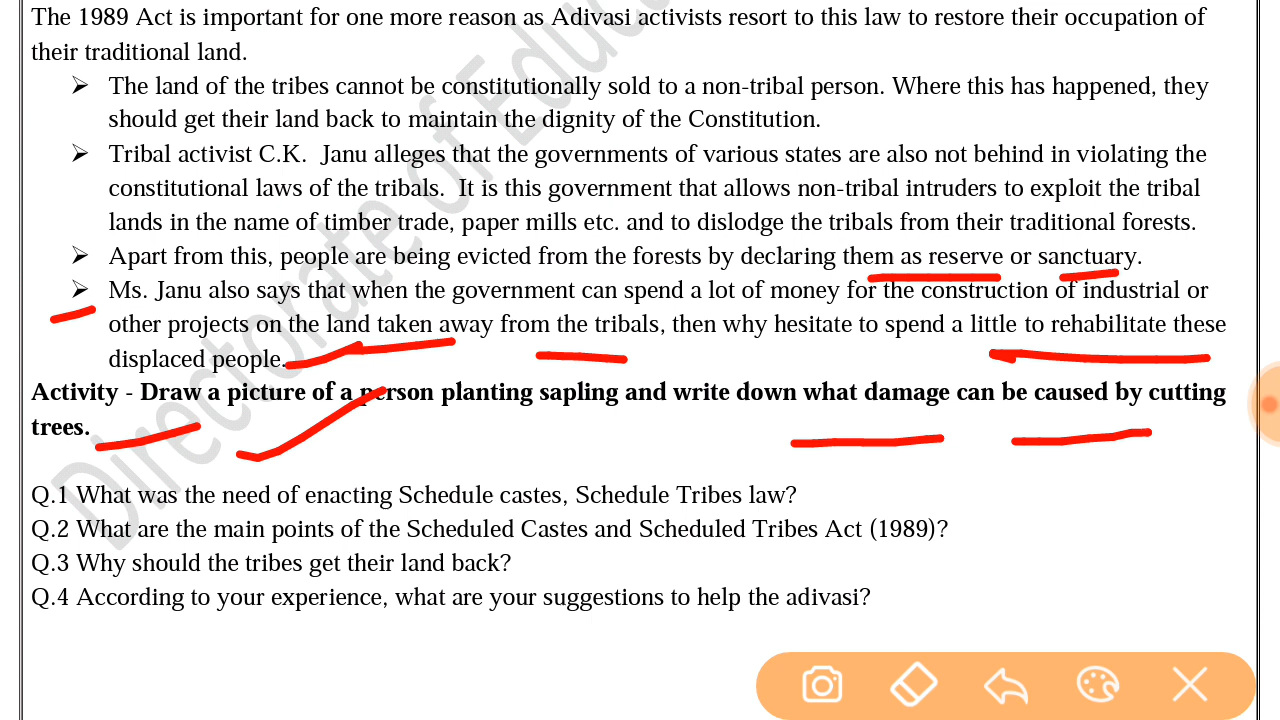 The 1989 Act is important for one more reason as Adivasi activists resort to this law to restore their occupation of
their traditional land.
➢ The land of the tribes cannot be constitutionally sold to a non-tribal person. Where this has happened, they
should get their land back to maintain the dignity of the Constitution.
➢ Tribal activist C.K. Janu alleges that the governments of various states are also not behind in violating the
constitutional laws of the tribals. It is this government that allows non-tribal intruders to exploit the tribal
lands in the name of timber trade, paper mills etc. and to dislodge the tribals from their traditional forests.
➢ Apart from this, people are being evicted from the forests by declaring them as reserve or sanctuary.
➢ Ms. Janu also says that when the government can spend a lot of money for the construction of industrial or
other projects on the land taken away from the tribals, then why hesitate to spend a little to rehabilitate these
displaced people.
Activity - Draw a picture of a person planting sapling and write down what damage can be caused by cutting
trees.
Q.1 What was the need of enacting Schedule castes, Schedule Tribes law?
Q.2 What are the main points of the Scheduled Castes and Scheduled Tribes Act (1989)?
Q.3 Why should the tribes get their land back?
Q.4 According to your experience, what are your suggestions to help the adivasi?
Directorate of Educa